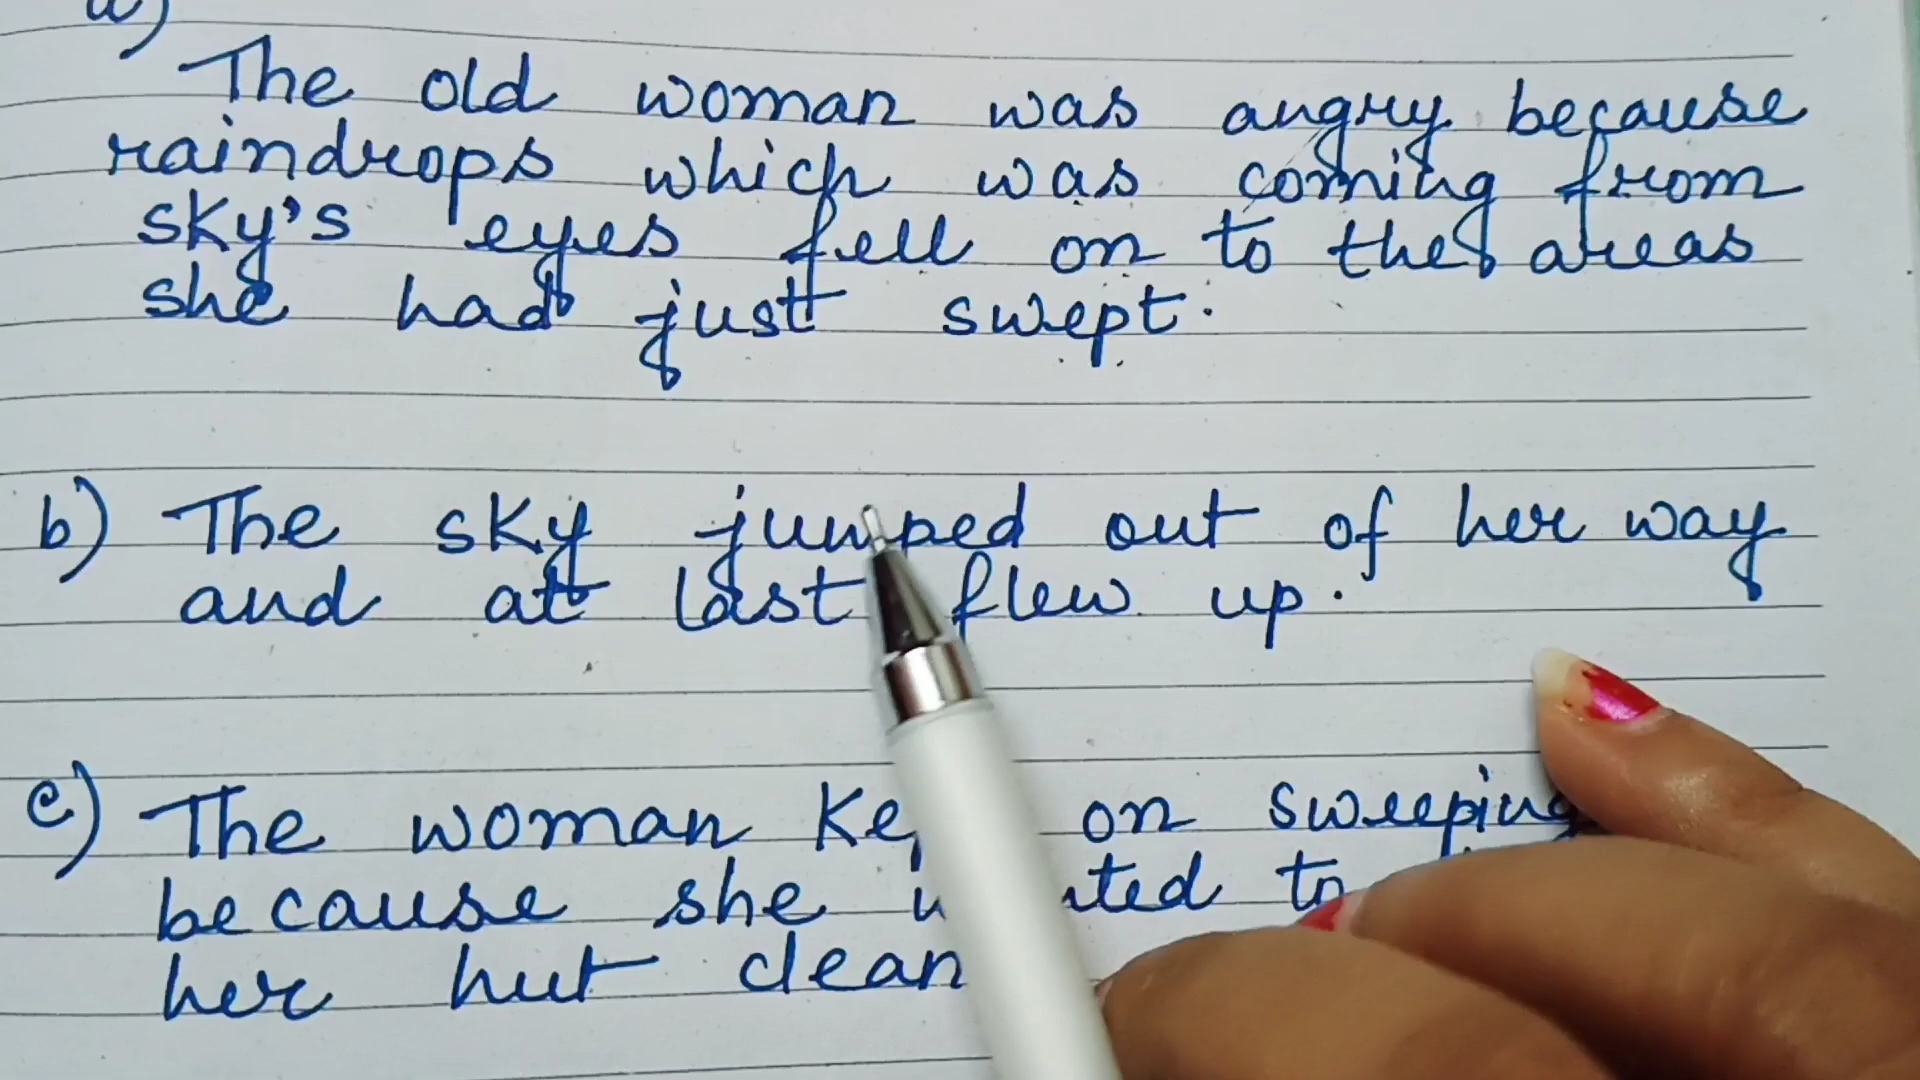 a)
The old woman was angry because
raindrops which was coming from
sky's eyes fell on to the areas
she had just swept.
b) The sky jumped out of her way
and at last flew up.
c) The woman on sweeping
because she to
her hut clean